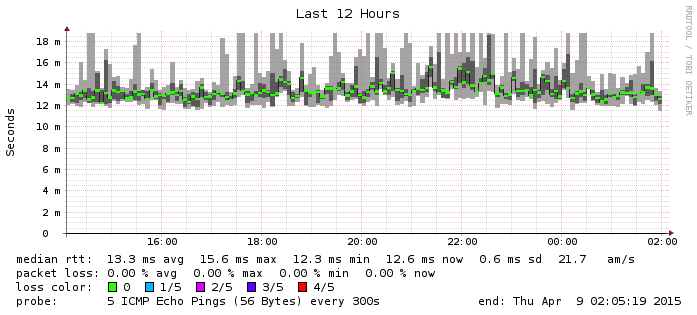 Last 12 Hours
RRDTOOL / TOBI OETIKER
Seconds
18 m
16 m
14 m
12 m
10 m
8 m
6 m
4 m
2 m
0
16:00 18:00 20:00 22:00 00:00 02:00
median rtt: 13.3 ms avg 15.6 ms max 12.3 ms min 12.6 ms now 0.6 ms sd 21.7 am/s
packet loss: 0.00 % avg 0.00 % max 0.00 % min 0.00 % now
loss color: 0 1/5 2/5 3/5 4/5
probe: 5 ICMP Echo Pings (56 Bytes) every 300s end: Thu Apr 9 02:05:19 2015